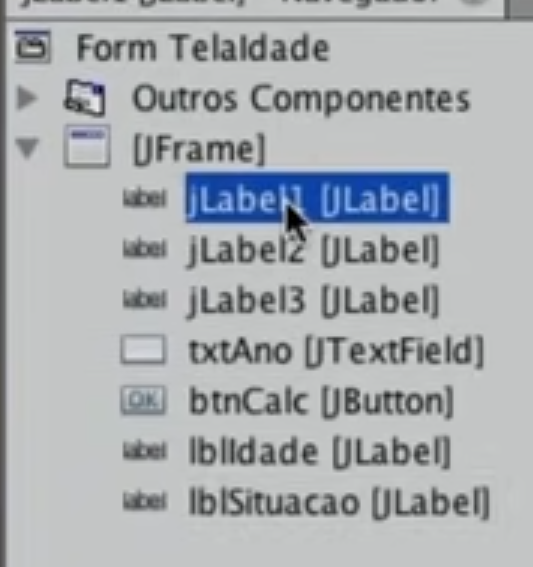 Form TelaIdade
Outros Componentes
[JFrame]
label jLabel1 [JLabel]
label jLabel2 [JLabel]
label jLabel3 [JLabel]
txtAno [JTextField]
OK btnCalc [JButton]
label lblIdade [JLabel]
label lblSituacao [JLabel]